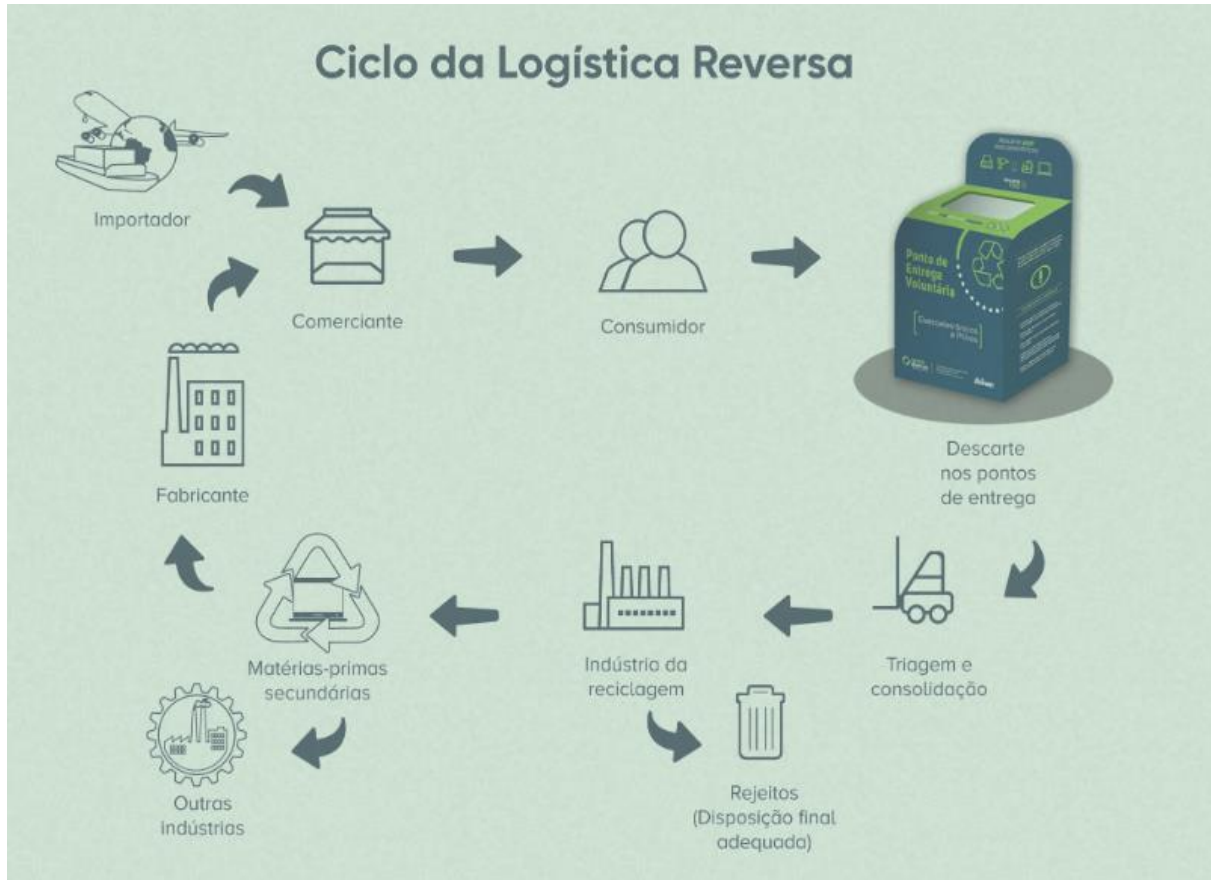 Ciclo da Logística Reversa
Importador
Comerciante
Consumidor
Ponto de
Entrega
Voluntária
Fabricante
Descarte
nos pontos
de entrega
Matérias-primas
secundárias
Indústria da
reciclagem
Triagem e
consolidação
Outras
indústrias
Rejeitos
(Disposição final
adequada)